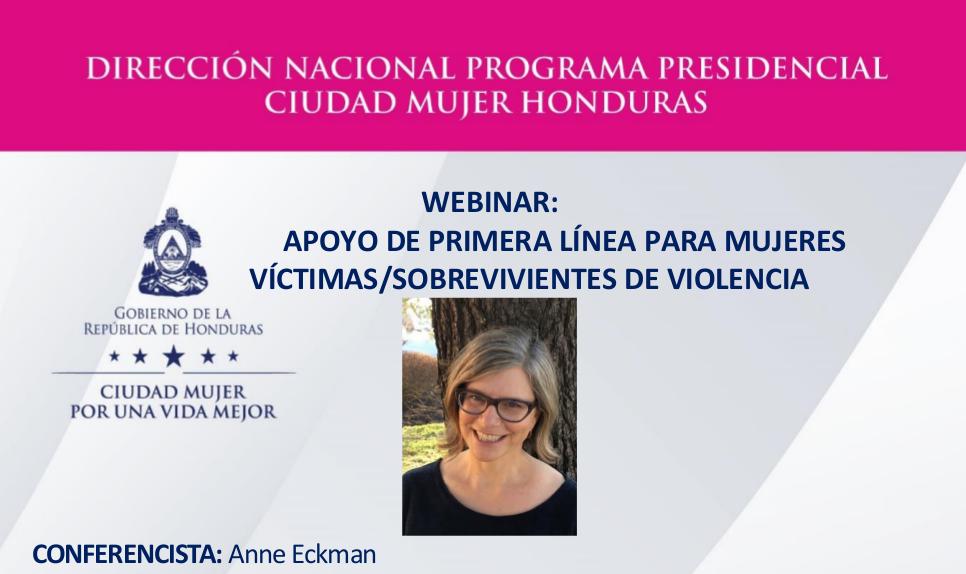 DIRECCIÓN NACIONAL PROGRAMA PRESIDENCIAL
CIUDAD MUJER HONDURAS
WEBINAR:
APOYO DE PRIMERA LÍNEA PARA MUJERES
VÍCTIMAS/SOBREVIVIENTES DE VIOLENCIA
GOBIERNO DE LA
REPÚBLICA DE HONDURAS
CIUDAD MUJER
POR UNA VIDA MEJOR
CONFERENCISTA: Anne Eckman